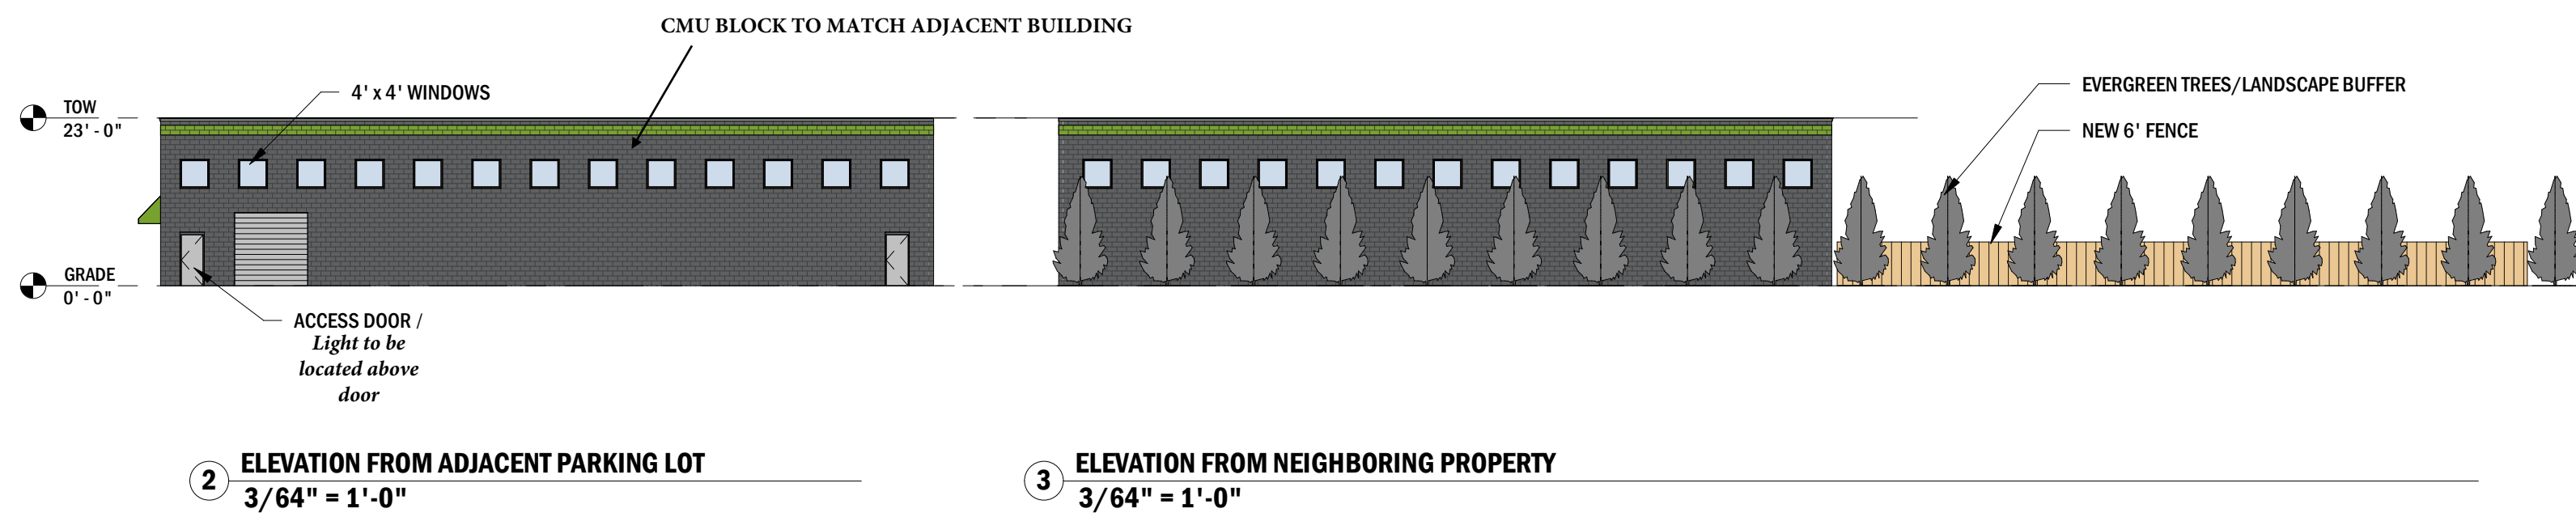 CMU BLOCK TO MATCH ADJACENT BUILDING
4' x 4' WINDOWS
TOW
23' - 0"
GRADE
0' - 0"
ACCESS DOOR /
Light to be
located above
door
EVERGREEN TREES/LANDSCAPE BUFFER
NEW 6' FENCE
2
ELEVATION FROM ADJACENT PARKING LOT
3/64" = 1'-0"
3
ELEVATION FROM NEIGHBORING PROPERTY
3/64" = 1'-0"